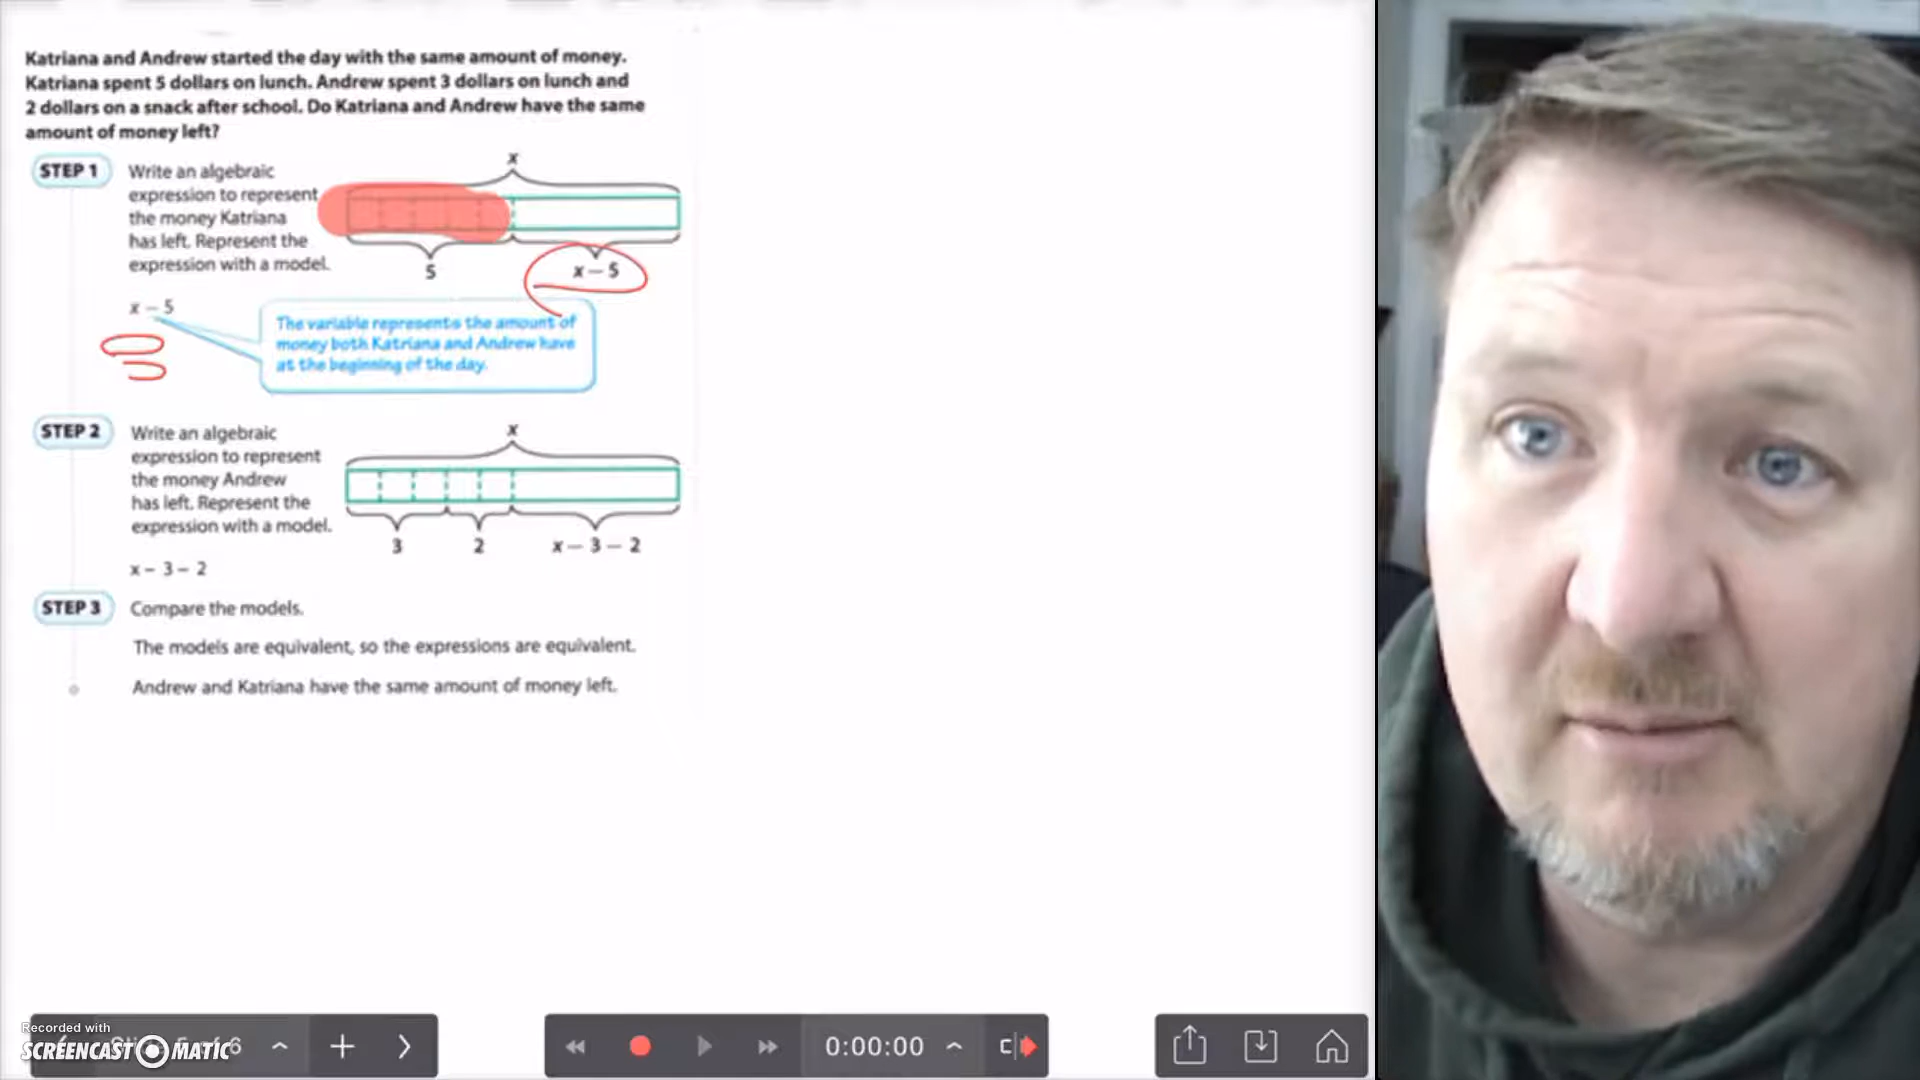 Katriana and Andrew started the day with the same amount of money.
Katriana spent 5 dollars on lunch. Andrew spent 3 dollars on lunch and
2 dollars on a snack after school. Do Katriana and Andrew have the same
amount of money left?
STEP 1
Write an algebraic
expression to represent
the money Katriana
has left. Represent the
expression with a model.
x
5
x – 5
x – 5
The variable represents the amount of
money both Katriana and Andrew have
at the beginning of the day.
STEP 2
Write an algebraic
expression to represent
the money Andrew
has left. Represent the
expression with a model.
x
3
2
x – 3 – 2
x – 3 – 2
STEP 3
Compare the models.
The models are equivalent, so the expressions are equivalent.
Andrew and Katriana have the same amount of money left.
Recorded with
SCREENCAST MATIC
6
0:00:00